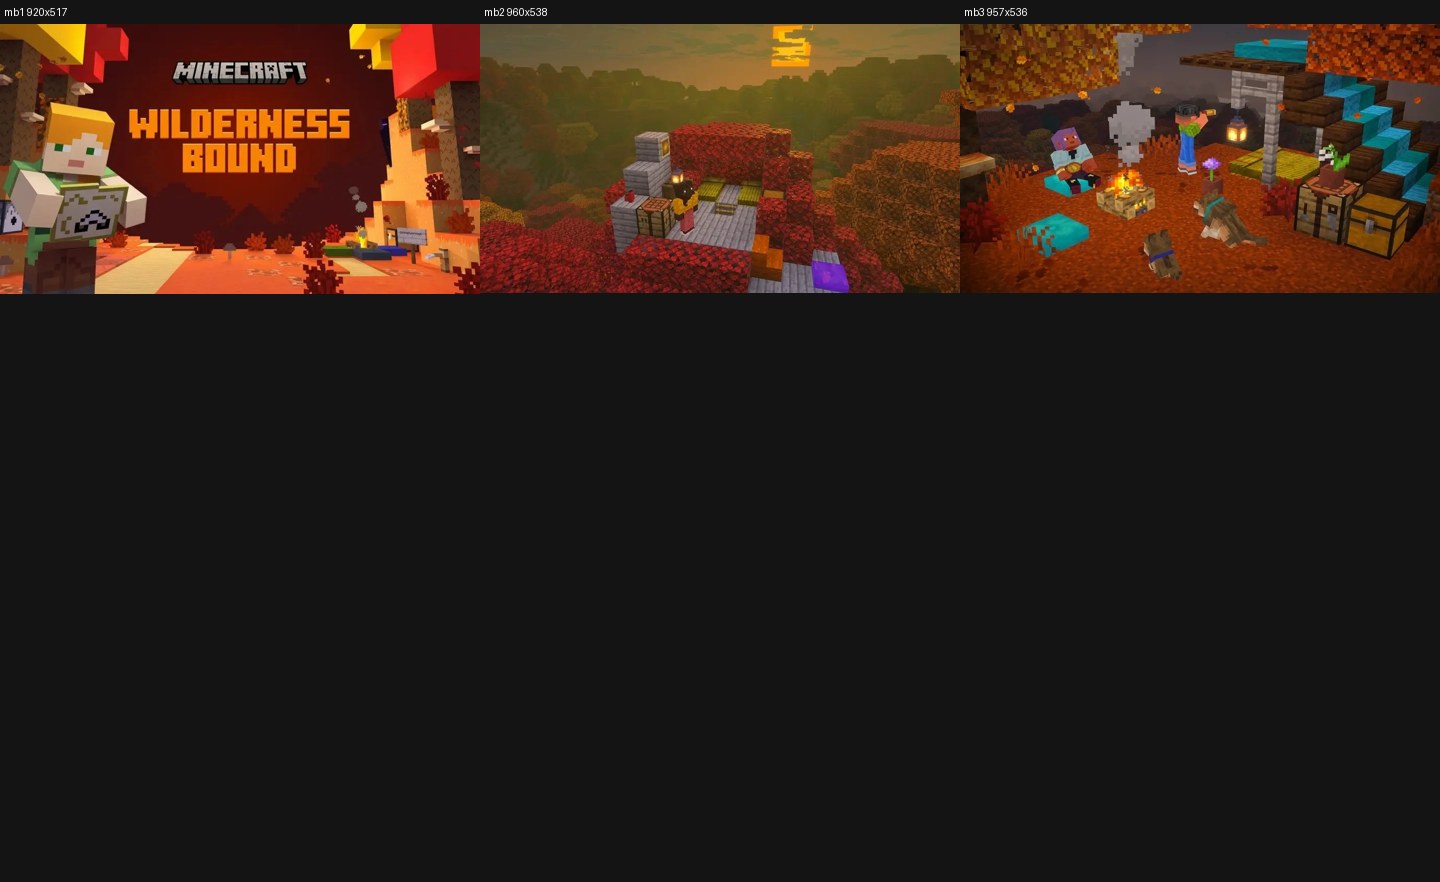 mb1 920x517
mb2 960x538
mb3 957x536
MINECRAFT
WILDERNESS
BOUND